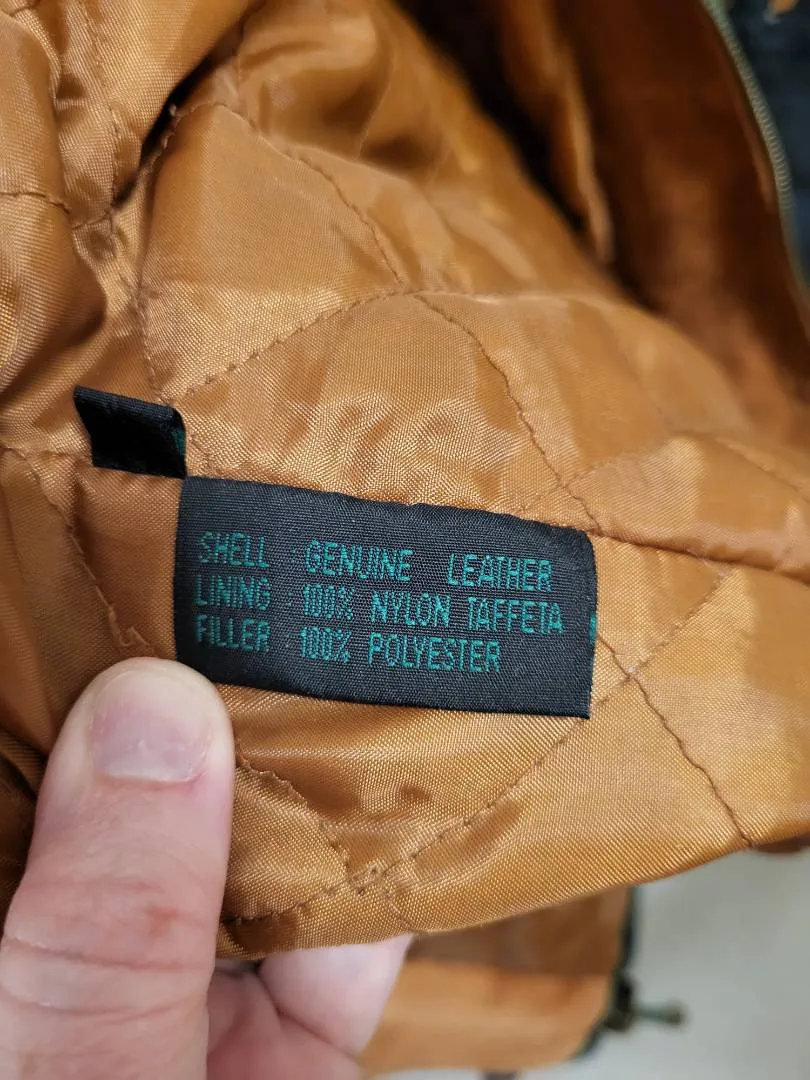 SHELL - GENUINE LEATHER
LINING - 100% NYLON TAFFETA
FILLER 100% POLYESTER